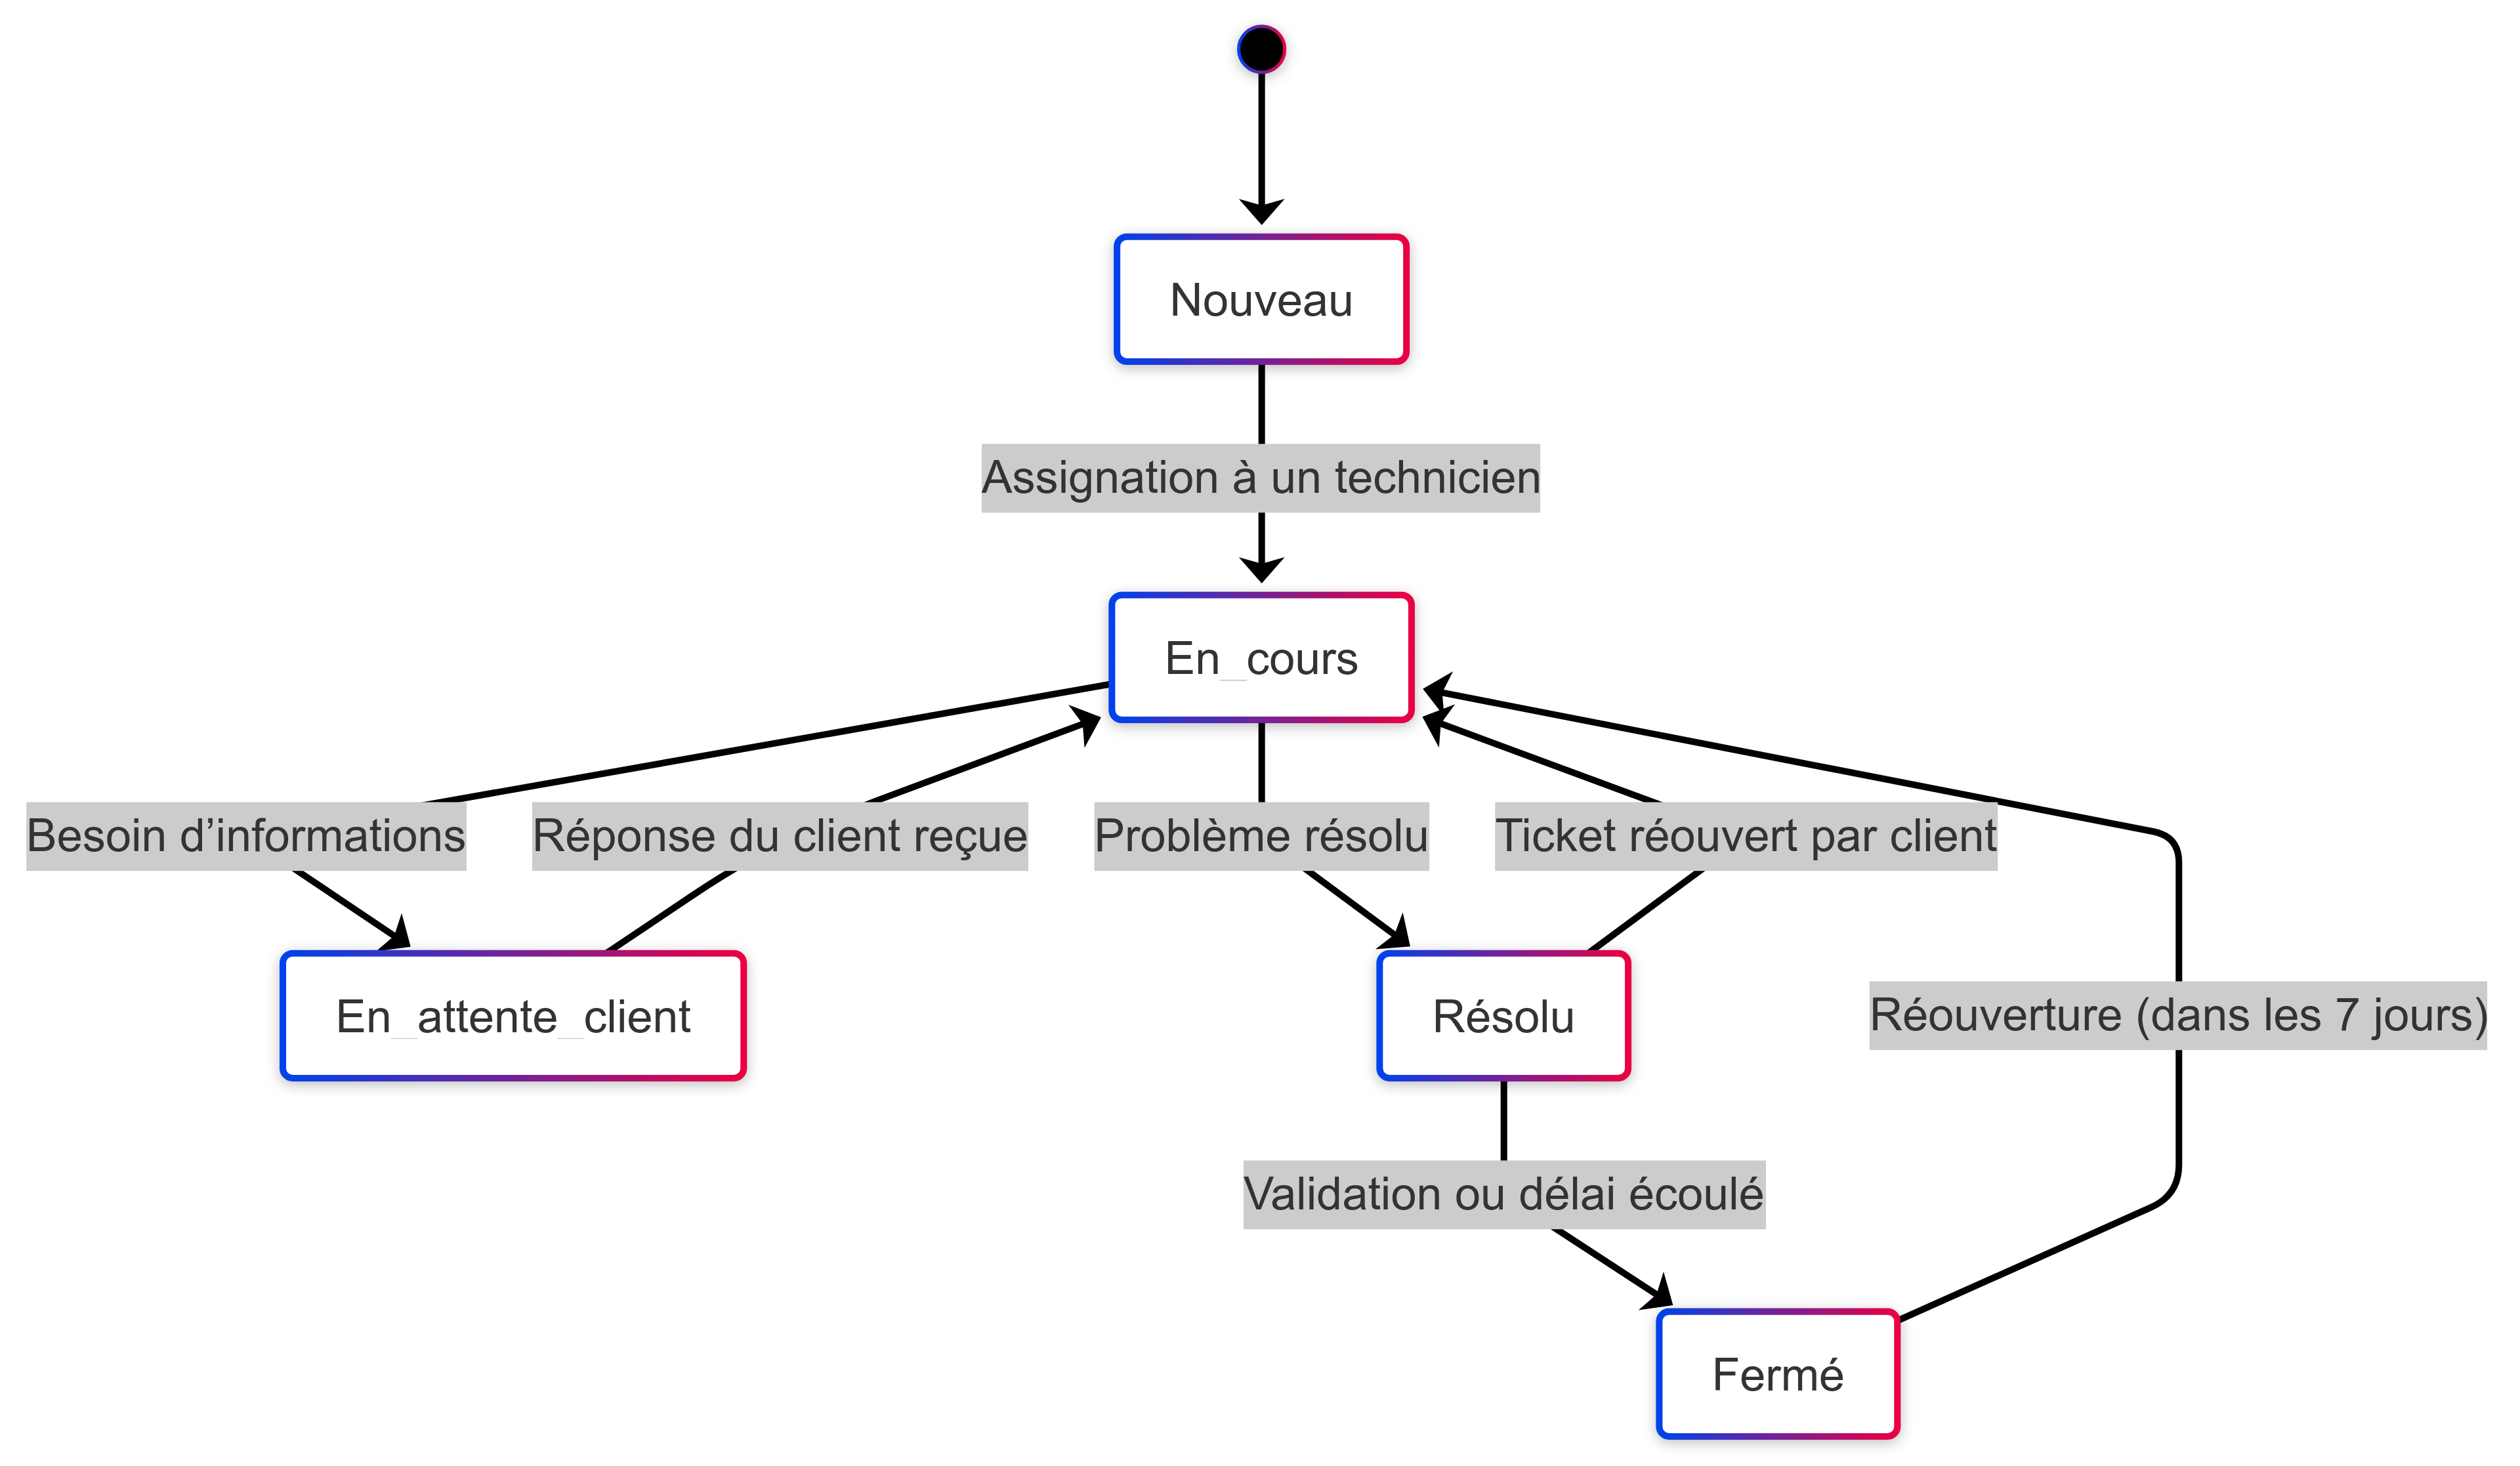 Nouveau
Assignation à un technicien
En_cours
Besoin d’informations
Réponse du client reçue
Problème résolu
Ticket réouvert par client
En_attente_client
Résolu
Réouverture (dans les 7 jours)
Validation ou délai écoulé
Fermé